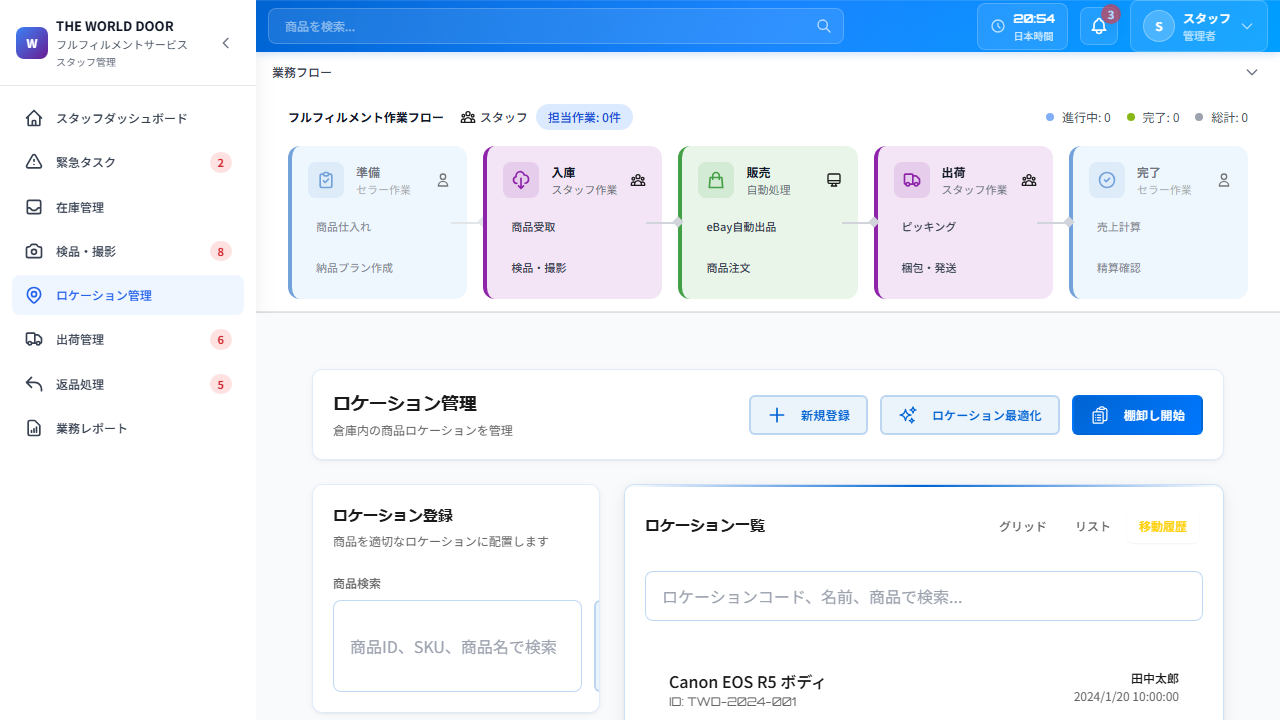 W
THE WORLD DOOR
フルフィルメントサービス
スタッフ管理
スタッフダッシュボード
緊急タスク
2
在庫管理
検品・撮影
8
ロケーション管理
出荷管理
6
返品処理
5
業務レポート
商品を検索...
20:54
日本時間
3
S
スタッフ
管理者
業務フロー
フルフィルメント作業フロー
スタッフ
担当作業: 0件
進行中: 0
完了: 0
総計: 0
準備
セラー作業
商品仕入れ
納品プラン作成
入庫
スタッフ作業
商品受取
検品・撮影
販売
自動処理
eBay自動出品
商品注文
出荷
スタッフ作業
ピッキング
梱包・発送
完了
セラー作業
売上計算
精算確認
ロケーション管理
倉庫内の商品ロケーションを管理
新規登録
ロケーション最適化
棚卸し開始
ロケーション登録
商品を適切なロケーションに配置します
商品検索
商品ID、SKU、商品名で検索
ロケーション一覧
グリッド
リスト
移動履歴
ロケーションコード、名前、商品で検索...
Canon EOS R5 ボディ
ID: TWD-2024-001
田中太郎
2024/1/20 10:00:00